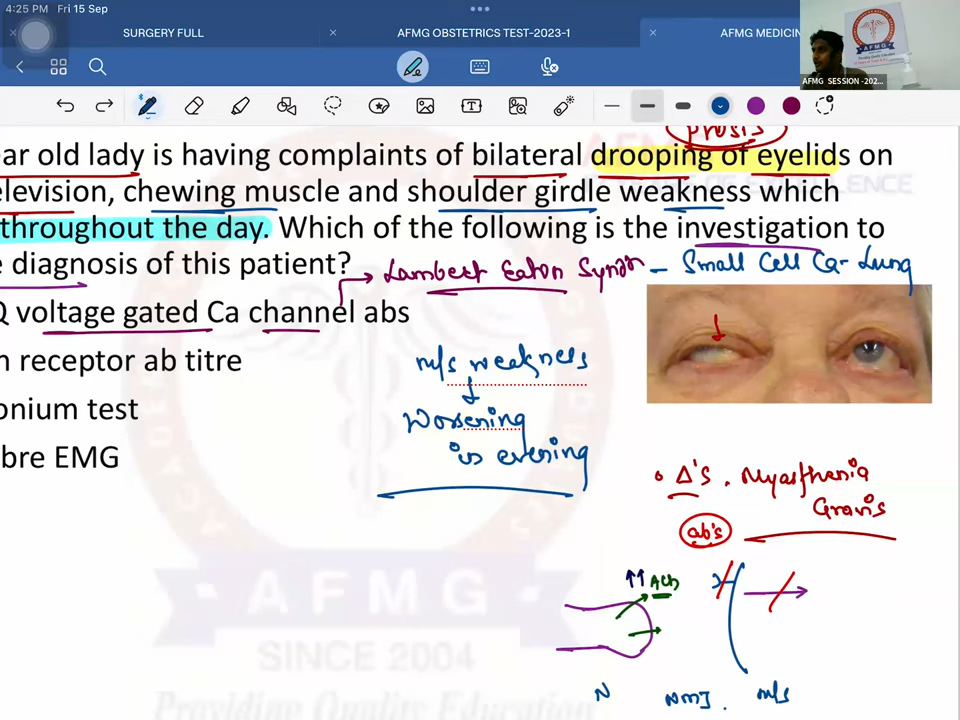 4:25 PM Fri 15 Sep
SURGERY FULL
AFMG OBSTETRICS TEST-2023-1
AFMG MEDICIN
AFMG
AFMG SESSION -202...
Ptosis
ear old lady is having complaints of bilateral drooping of eyelids on
elevision, chewing muscle and shoulder girdle weakness which
throughout the day. Which of the following is the investigation to
e diagnosis of this patient?
Lambert Eaton Syndr – Small Cell Ca- Lung
Q voltage gated Ca channel abs
n receptor ab titre
onium test
bre EMG
m/s weakness
Worsening
in evening
Δ's. Myasthenia
Gravis
ab's
↑↑ Ach
N
NMJ.
m/s
AFMG
SINCE 2004
Providing Quality Education